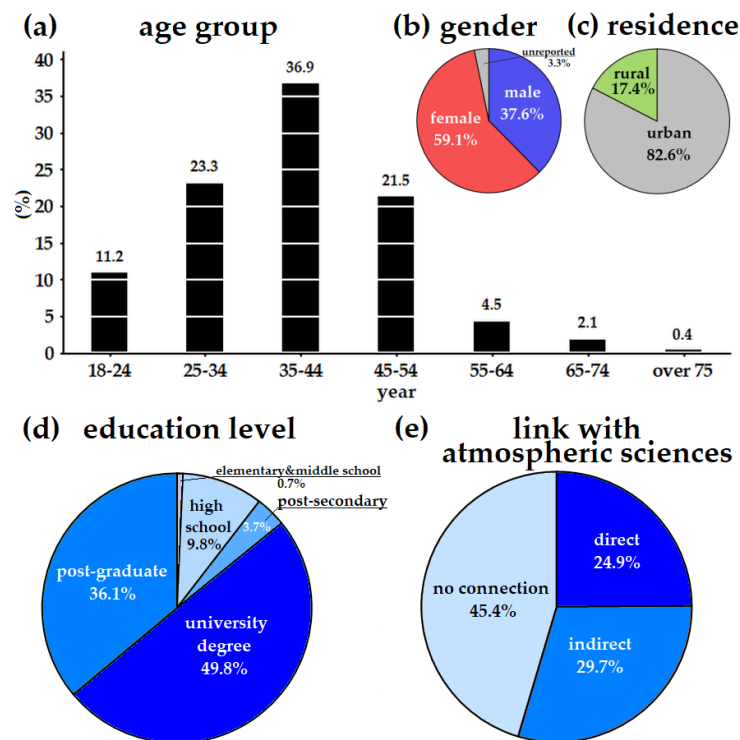 (a) age group
(b) gender
(c) residence
40
35
30
25
20
15
10
5
0
(%)
11.2
23.3
36.9
21.5
4.5
2.1
0.4
18-24
25-34
35-44
45-54
55-64
65-74
over 75
year
unreported
3.3%
male
37.6%
female
59.1%
rural
17.4%
urban
82.6%
(d) education level
elementary&middle school
0.7%
high
school
9.8%
post-secondary
3.7%
post-graduate
36.1%
university
degree
49.8%
(e) link with
atmospheric sciences
direct
24.9%
no connection
45.4%
indirect
29.7%